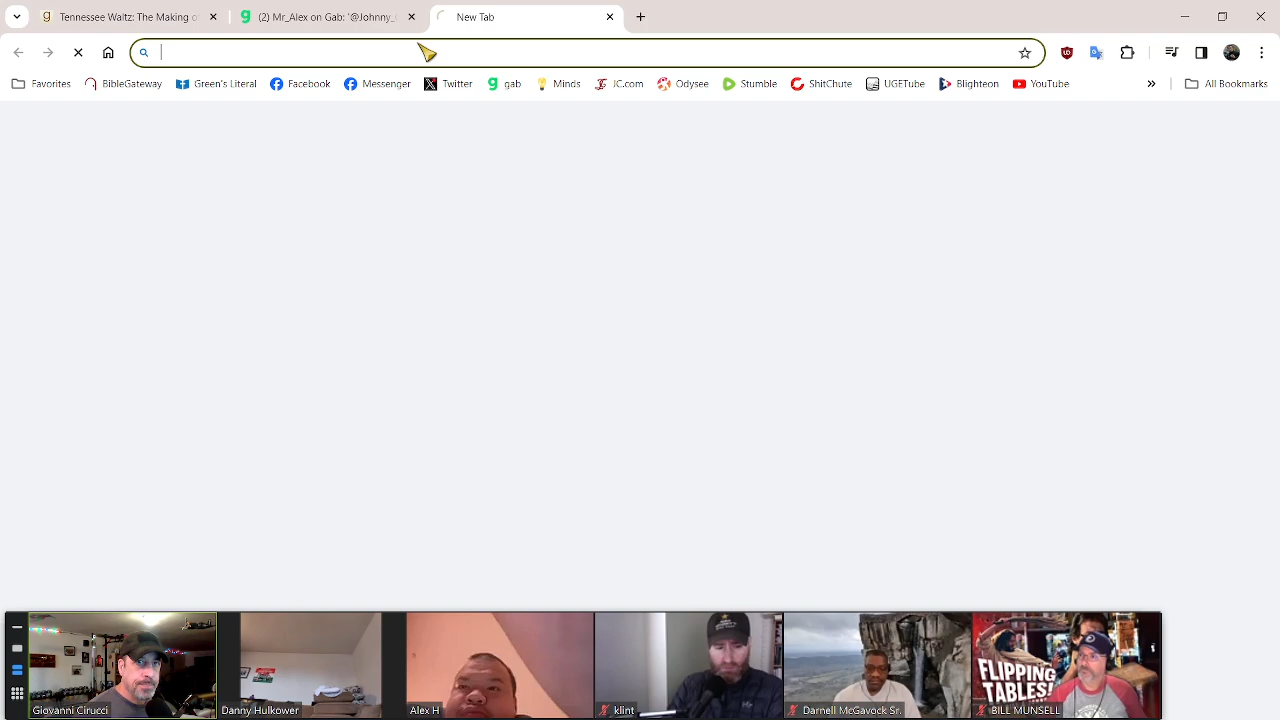 Tennessee Waltz: The Making o
(2) Mr_Alex on Gab: '@Johnny_
New Tab
Favorites
BibleGateway
Green's Literal
Facebook
Messenger
Twitter
gab
Minds
JC.com
Odysee
Stumble
ShitChute
UGETube
Blighteon
YouTube
All Bookmarks
Giovanni Cirucci
Danny Hulkower
Alex H
klint
Darnell McGavock Sr.
BILL MUNSELL
FLIPPING
TABLES!